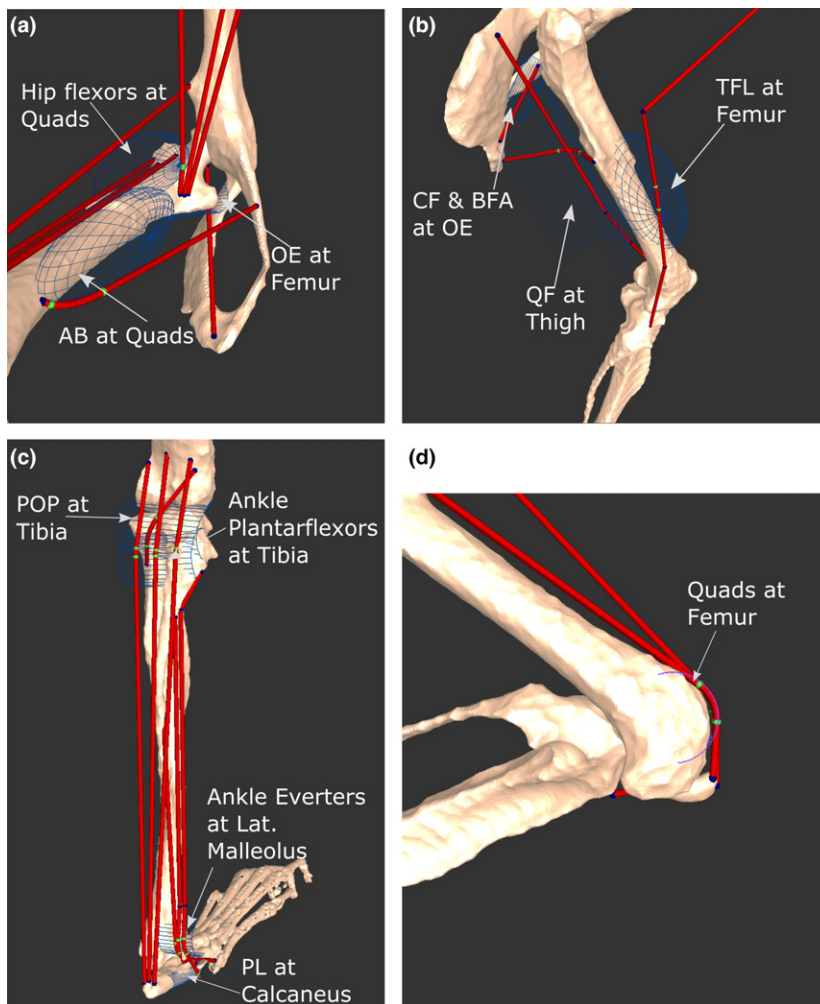 (a)
Hip flexors at
Quads
OE at
Femur
AB at Quads
(b)
TFL at
Femur
CF & BFA
at OE
QF at
Thigh
(c)
POP at
Tibia
Ankle
Plantarflexors
at Tibia
Ankle Everters
at Lat.
Malleolus
PL at
Calcaneus
(d)
Quads at
Femur